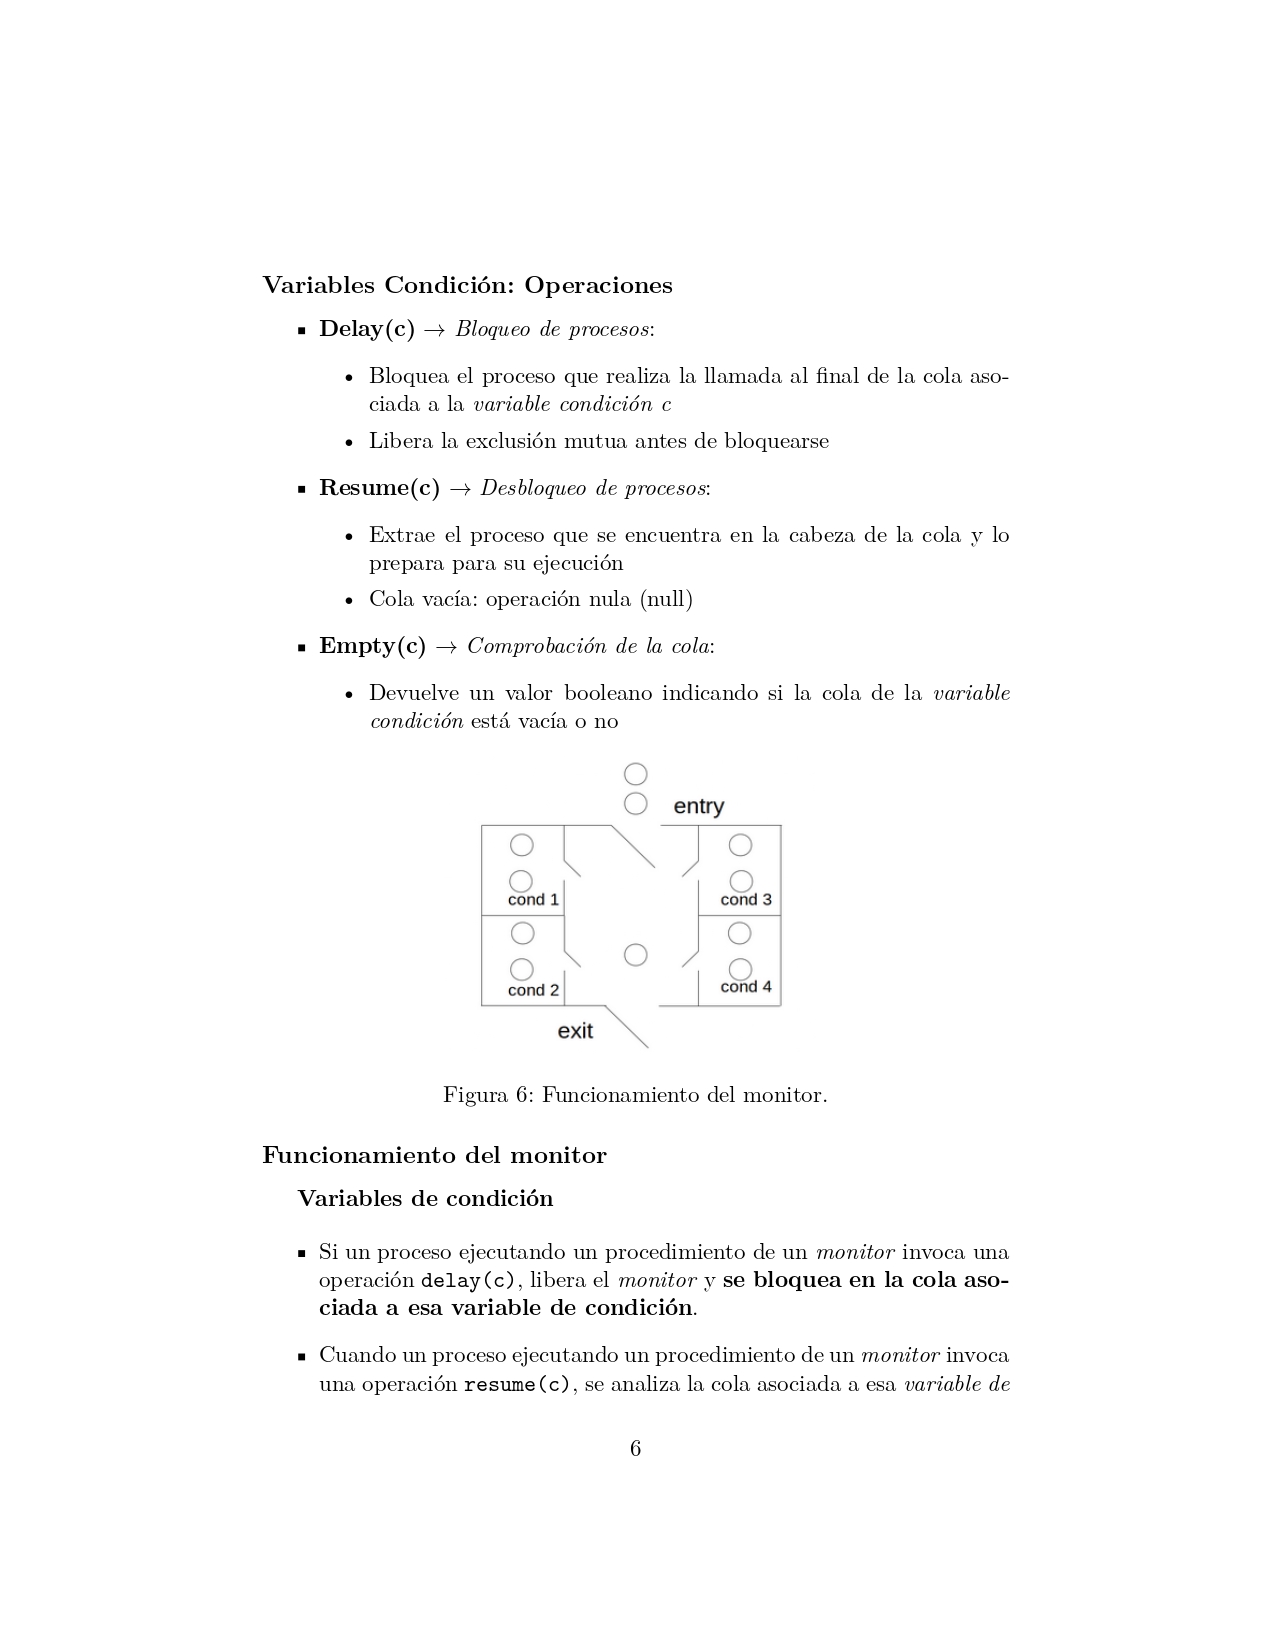 Variables Condición: Operaciones
▪ Delay(c) → Bloqueo de procesos:
• Bloquea el proceso que realiza la llamada al final de la cola aso-
ciada a la variable condición c
• Libera la exclusión mutua antes de bloquearse
▪ Resume(c) → Desbloqueo de procesos:
• Extrae el proceso que se encuentra en la cabeza de la cola y lo
prepara para su ejecución
• Cola vacía: operación nula (null)
▪ Empty(c) → Comprobación de la cola:
• Devuelve un valor booleano indicando si la cola de la variable
condición está vacía o no
entry
cond 1
cond 3
cond 2
cond 4
exit
Figura 6: Funcionamiento del monitor.
Funcionamiento del monitor
Variables de condición
▪ Si un proceso ejecutando un procedimiento de un monitor invoca una
operación delay(c), libera el monitor y se bloquea en la cola aso-
ciada a esa variable de condición.
▪ Cuando un proceso ejecutando un procedimiento de un monitor invoca
una operación resume(c), se analiza la cola asociada a esa variable de
6